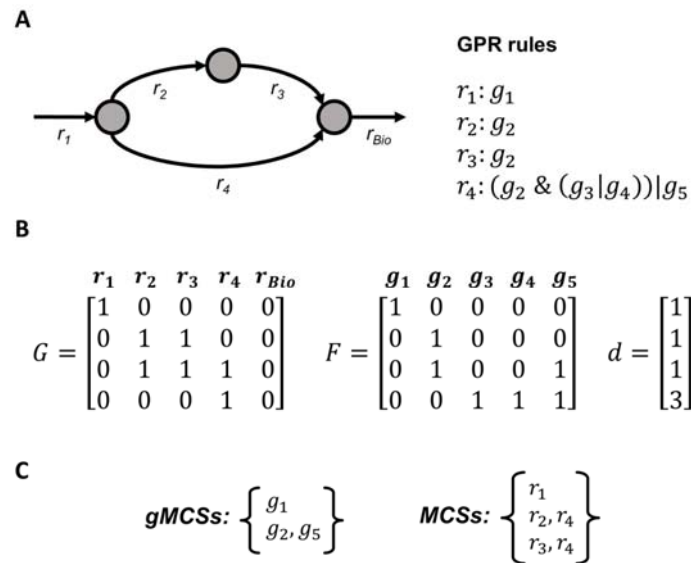 A
GPR rules
r1: g1
r2: g2
r3: g2
r4: (g2 & (g3|g4))|g5
r1
r2
r3
r4
rBio
B
r1 r2 r3 r4 rBio
G = [1 0 0 0 0
0 1 1 0 0
0 1 1 1 0
0 0 0 1 0]
g1 g2 g3 g4 g5
F = [1 0 0 0 0
0 1 0 0 0
0 1 0 0 1
0 0 1 1 1]
d = [1
1
1
3]
C
gMCSs: {g1
g2, g5}
MCSs: {r1
r2, r4
r3, r4}